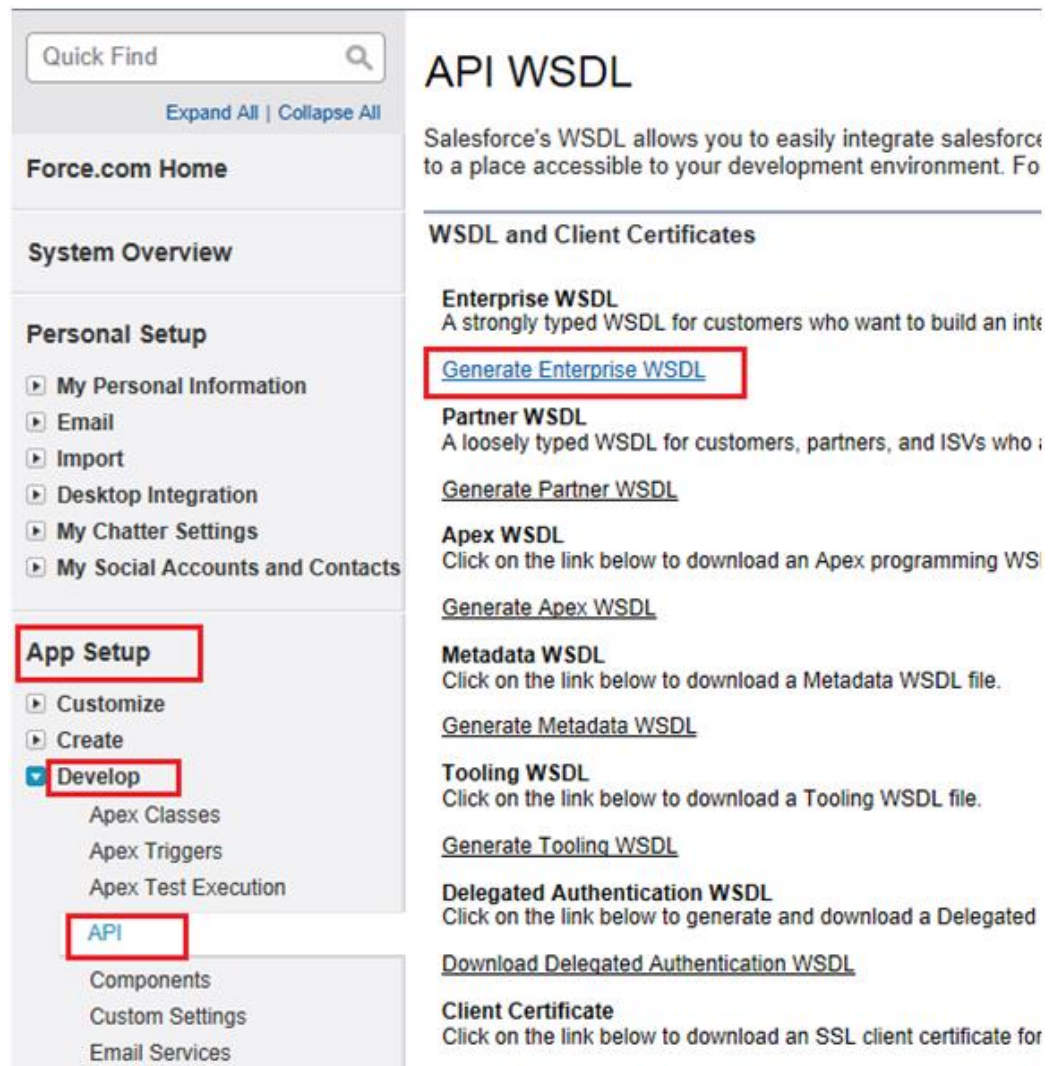 Quick Find
Expand All | Collapse All
Force.com Home
System Overview
Personal Setup
My Personal Information
Email
Import
Desktop Integration
My Chatter Settings
My Social Accounts and Contacts
App Setup
Customize
Create
Develop
Apex Classes
Apex Triggers
Apex Test Execution
API
Components
Custom Settings
Email Services
API WSDL
Salesforce's WSDL allows you to easily integrate salesforce
to a place accessible to your development environment. Fo
WSDL and Client Certificates
Enterprise WSDL
A strongly typed WSDL for customers who want to build an inte
Generate Enterprise WSDL
Partner WSDL
A loosely typed WSDL for customers, partners, and ISVs who
Generate Partner WSDL
Apex WSDL
Click on the link below to download an Apex programming WS
Generate Apex WSDL
Metadata WSDL
Click on the link below to download a Metadata WSDL file.
Generate Metadata WSDL
Tooling WSDL
Click on the link below to download a Tooling WSDL file.
Generate Tooling WSDL
Delegated Authentication WSDL
Click on the link below to generate and download a Delegated
Download Delegated Authentication WSDL
Client Certificate
Click on the link below to download an SSL client certificate for